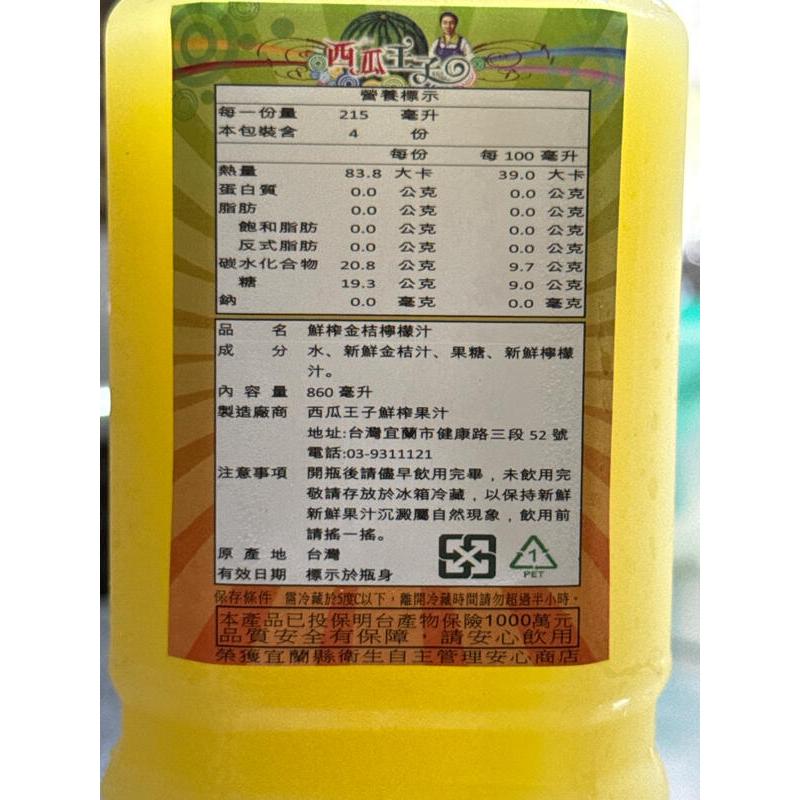 西瓜王子
營養標示
每一份量 215 毫升
本包裝含 4 份
每份 每 100 毫升
熱量 83.8 大卡 39.0 大卡
蛋白質 0.0 公克 0.0 公克
脂肪 0.0 公克 0.0 公克
飽和脂肪 0.0 公克 0.0 公克
反式脂肪 0.0 公克 0.0 公克
碳水化合物 20.8 公克 9.7 公克
糖 19.3 公克 9.0 公克
鈉 0.0 毫克 0.0 毫克
品名 鮮榨金桔檸檬汁
成分 水、新鮮金桔汁、果糖、新鮮檸檬
汁。
內容量 860 毫升
製造廠商 西瓜王子鮮榨果汁
地址:台灣宜蘭市健康路三段 52 號
電話:03-9311121
注意事項 開瓶後請儘早飲用完畢，未飲用完
敬請存放於冰箱冷藏，以保持新鮮
新鮮果汁沉澱屬自然現象，飲用前
請搖一搖。
原產地 台灣
有效日期 標示於瓶身
1
PET
保存條件 需冷藏於5度C以下，離開冷藏時間請勿超過半小時。
本產品已投保明台產物保險1000萬元
品質安全有保障，請安心飲用
榮獲宜蘭縣衛生自主管理安心商店